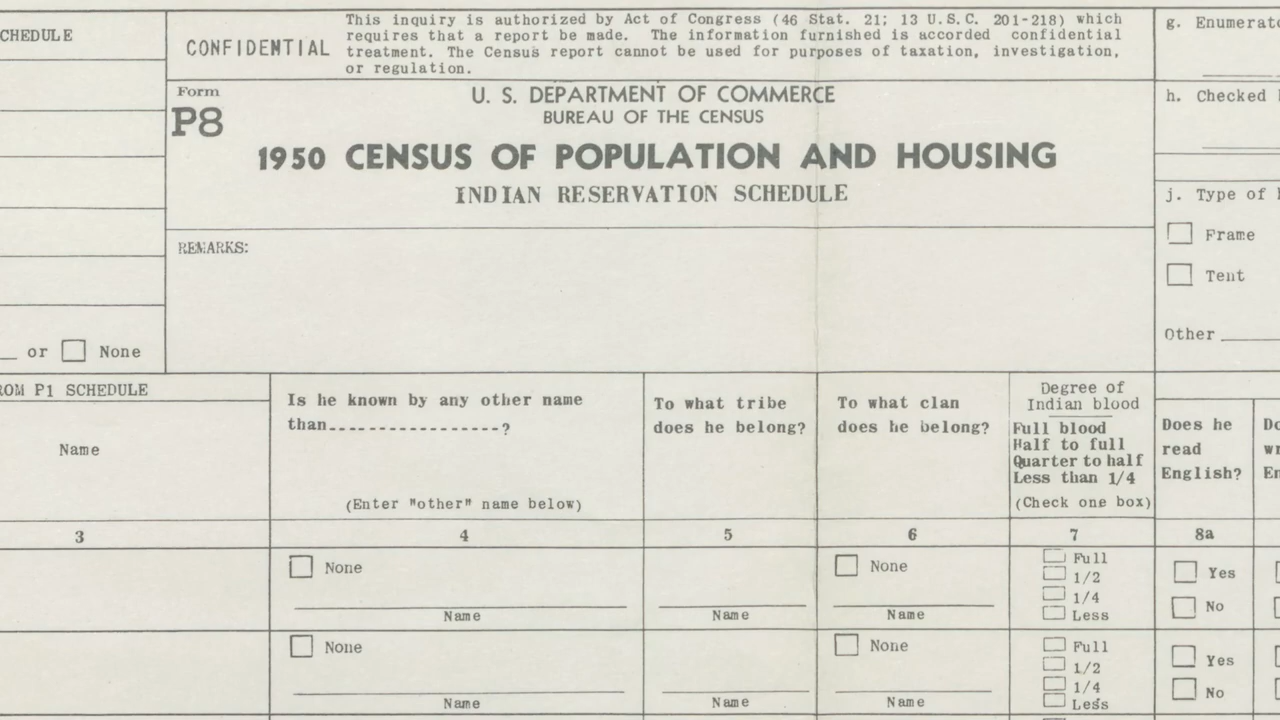 CHEDULE
or None
CONFIDENTIAL
This inquiry is authorized by Act of Congress (46 Stat. 21; 13 U.S.C. 201-218) which
requires that a report be made. The information furnished is accorded confidential
treatment. The Census report cannot be used for purposes of taxation, investigation,
or regulation.
Form
P8
U. S. DEPARTMENT OF COMMERCE
BUREAU OF THE CENSUS
1950 CENSUS OF POPULATION AND HOUSING
INDIAN RESERVATION SCHEDULE
REMARKS:
g. Enumerat
h. Checked
j. Type of
Frame
Tent
Other
OM P1 SCHEDULE
Name
3
Is he known by any other name
than-----------------?
(Enter "other" name below)
4
To what tribe
does he belong?
5
To what clan
does he belong?
6
Degree of
Indian blood
Full blood
Half to full
Quarter to half
Less than 1/4
(Check one box)
7
Does he
read
English?
8a
None
Name
Name
None
Name
Full
1/2
1/4
Less
Yes
No
None
Name
Name
None
Name
Full
1/2
1/4
Less
Yes
No